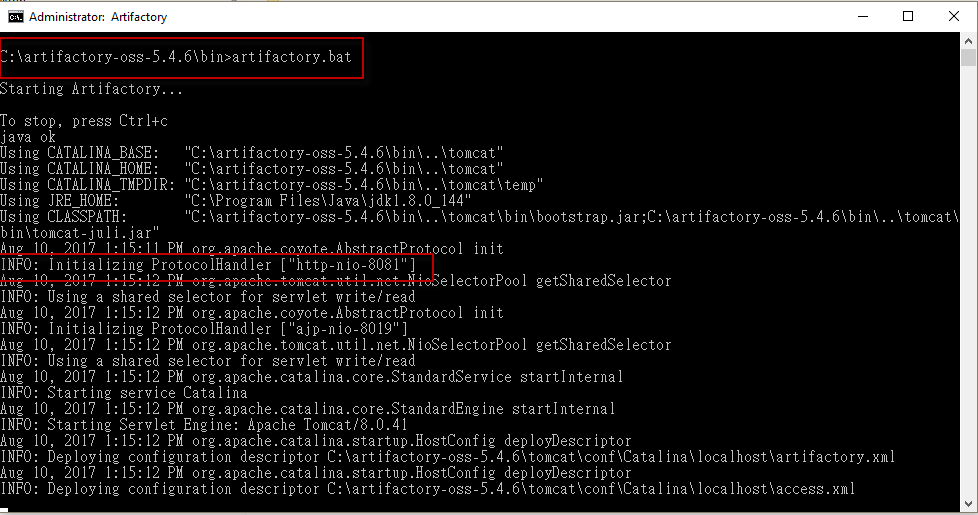 Administrator:  Artifactory
C:\artifactory-oss-5.4.6\bin>artifactory.bat
Starting Artifactory...
To stop, press Ctrl+c
java ok
Using CATALINA_BASE:   "C:\artifactory-oss-5.4.6\bin\..\tomcat"
Using CATALINA_HOME:   "C:\artifactory-oss-5.4.6\bin\..\tomcat"
Using CATALINA_TMPDIR: "C:\artifactory-oss-5.4.6\bin\..\tomcat\temp"
Using JRE_HOME:        "C:\Program Files\Java\jdk1.8.0_144"
Using CLASSPATH:       "C:\artifactory-oss-5.4.6\bin\..\tomcat\bin\bootstrap.jar;C:\artifactory-oss-5.4.6\bin\..\tomcat\
bin\tomcat-juli.jar"
Aug 10, 2017 1:15:11 PM org.apache.coyote.AbstractProtocol init
INFO: Initializing ProtocolHandler ["http-nio-8081"]
Aug 10, 2017 1:15:12 PM org.apache.tomcat.util.net.NioSelectorPool getSharedSelector
INFO: Using a shared selector for servlet write/read
Aug 10, 2017 1:15:12 PM org.apache.coyote.AbstractProtocol init
INFO: Initializing ProtocolHandler ["ajp-nio-8019"]
Aug 10, 2017 1:15:12 PM org.apache.tomcat.util.net.NioSelectorPool getSharedSelector
INFO: Using a shared selector for servlet write/read
Aug 10, 2017 1:15:12 PM org.apache.catalina.core.StandardService startInternal
INFO: Starting service Catalina
Aug 10, 2017 1:15:12 PM org.apache.catalina.core.StandardEngine startInternal
INFO: Starting Servlet Engine: Apache Tomcat/8.0.41
Aug 10, 2017 1:15:12 PM org.apache.catalina.startup.HostConfig deployDescriptor
INFO: Deploying configuration descriptor C:\artifactory-oss-5.4.6\tomcat\conf\Catalina\localhost\artifactory.xml
Aug 10, 2017 1:15:12 PM org.apache.catalina.startup.HostConfig deployDescriptor
INFO: Deploying configuration descriptor C:\artifactory-oss-5.4.6\tomcat\conf\Catalina\localhost\access.xml